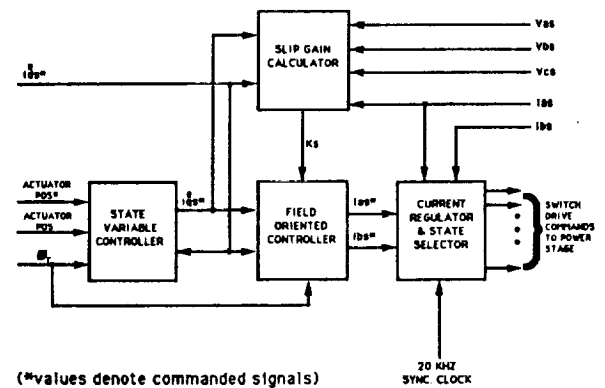 Vas
SLIP GAIN
CALCULATOR
Vbs
Vcs
e
Ias
Ibs
Ks
ACTUATOR
POS*
ACTUATOR
POS
STATE
VARIABLE
CONTROLLER
e
Iqs*
FIELD
ORIENTED
CONTROLLER
Ias*
Ibs*
CURRENT
REGULATOR
& STATE
SELECTOR
SWITCH
DRIVE
COMMANDS
TO POWER
STAGE
20 KHZ
SYNC. CLOCK
(*values denote commanded signals)